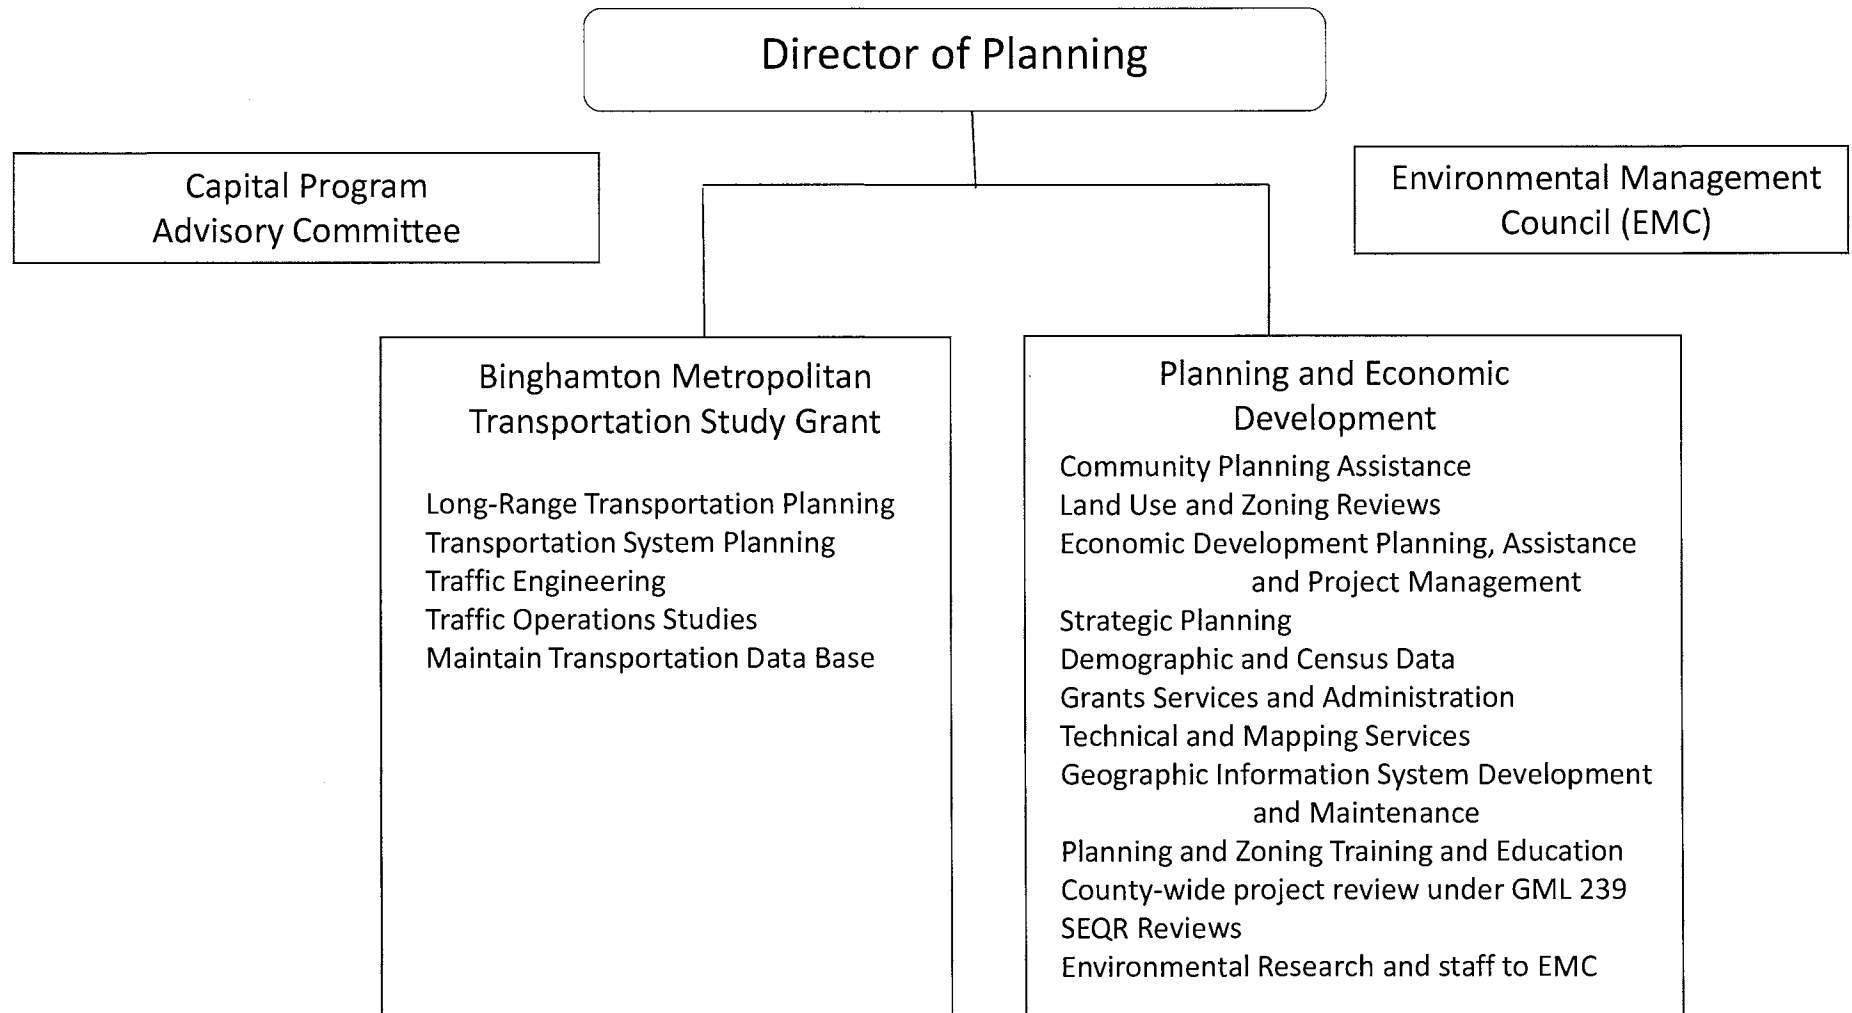 Director of Planning
Capital Program
Advisory Committee
Environmental Management
Council (EMC)
Binghamton Metropolitan
Transportation Study Grant
Long-Range Transportation Planning
Transportation System Planning
Traffic Engineering
Traffic Operations Studies
Maintain Transportation Data Base
Planning and Economic
Development
Community Planning Assistance
Land Use and Zoning Reviews
Economic Development Planning, Assistance
and Project Management
Strategic Planning
Demographic and Census Data
Grants Services and Administration
Technical and Mapping Services
Geographic Information System Development
and Maintenance
Planning and Zoning Training and Education
County-wide project review under GML 239
SEQR Reviews
Environmental Research and staff to EMC